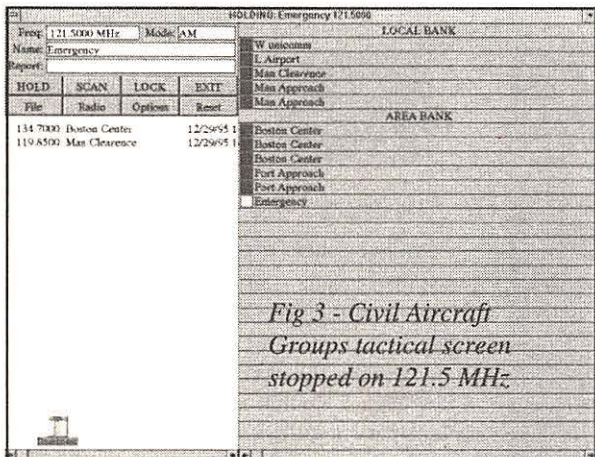 HOLDING: Emergency 121.5000
Freq: 121.5000 MHz Mode: AM
Name: Emergency
Report:
HOLD SCAN LOCK EXIT
File Radio Options Reset
134.7000 Boston Center 12/29/95 1
119.8500 Man Clearence 12/29/95 1
LOCAL BANK
W unicomm
L Airport
Man Clearence
Man Approach
Man Approach
AREA BANK
Boston Center
Boston Center
Boston Center
Port Approach
Port Approach
Emergency
Fig 3 - Civil Aircraft
Groups tactical screen
stopped on 121.5 MHz